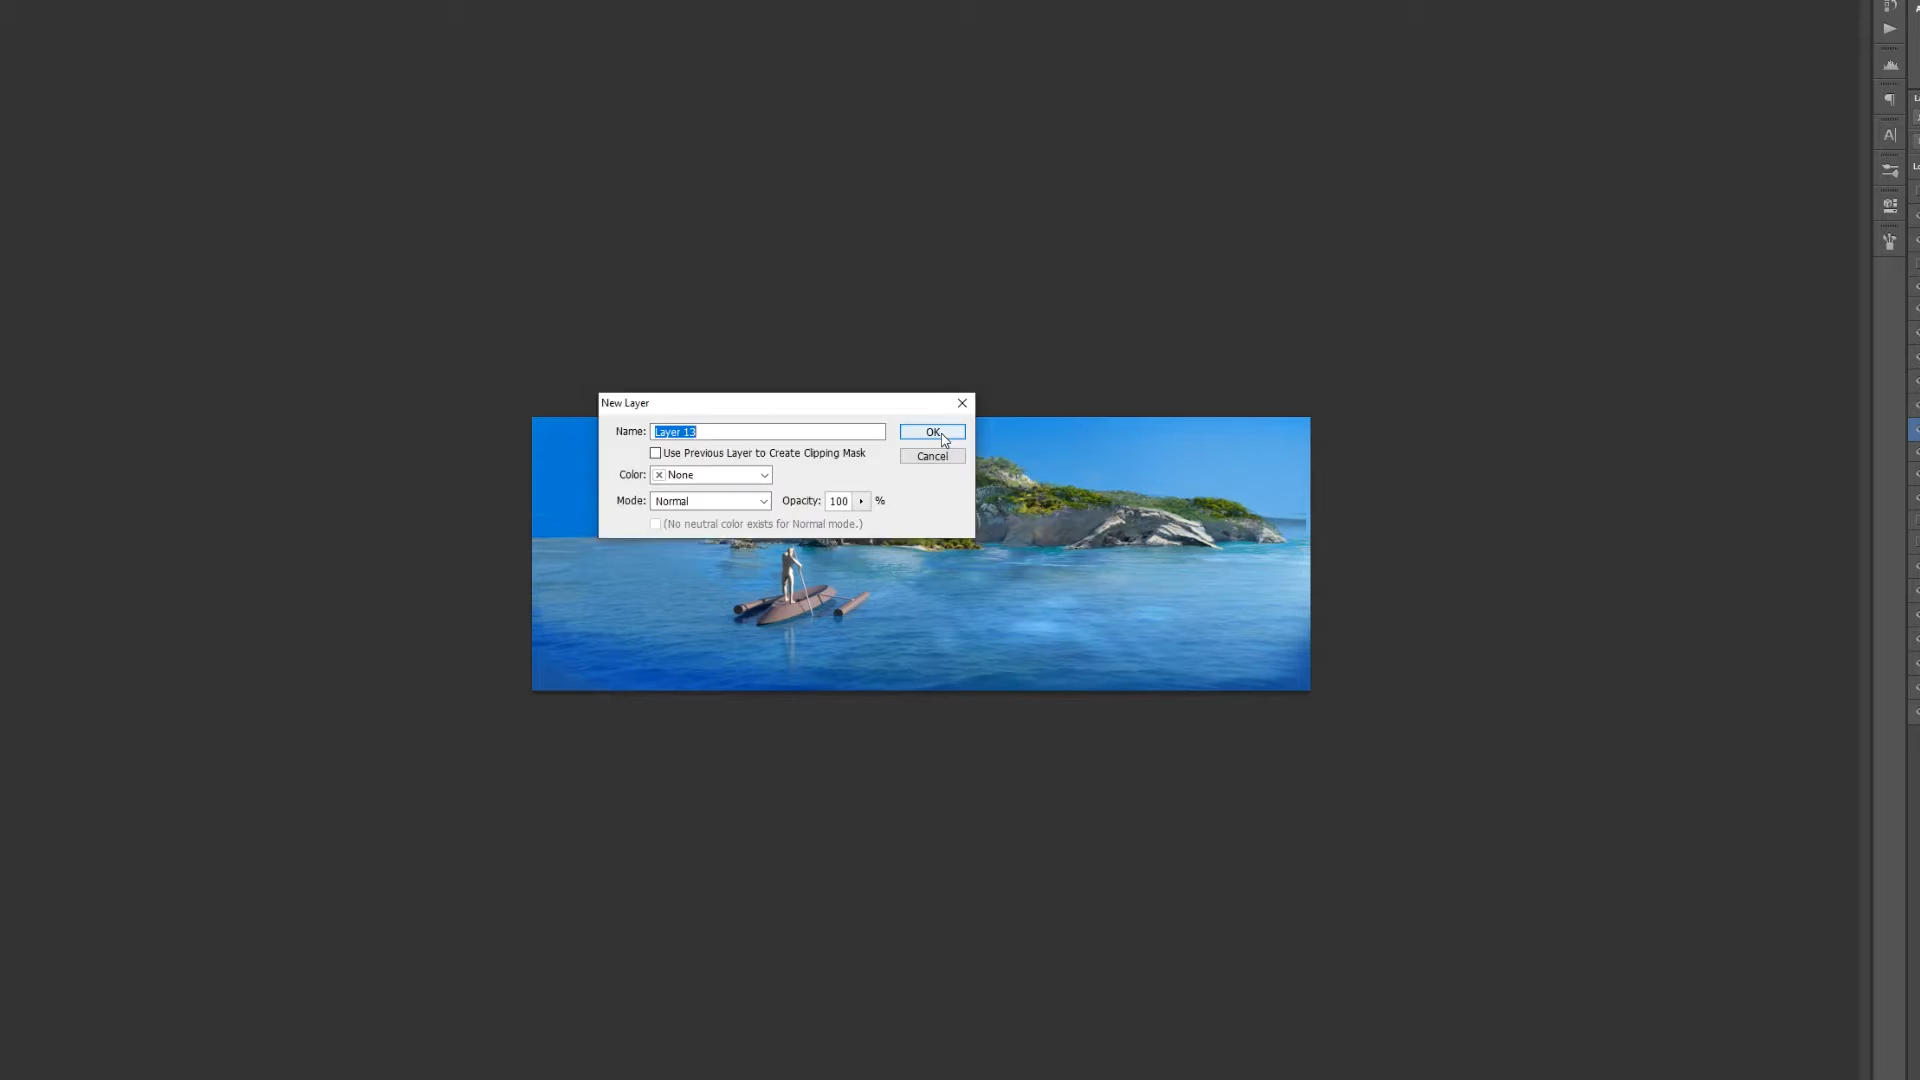 New Layer
Name: Layer 13
OK
Use Previous Layer to Create Clipping Mask
Cancel
Color: None
Mode: Normal Opacity: 100 %
(No neutral color exists for Normal mode.)